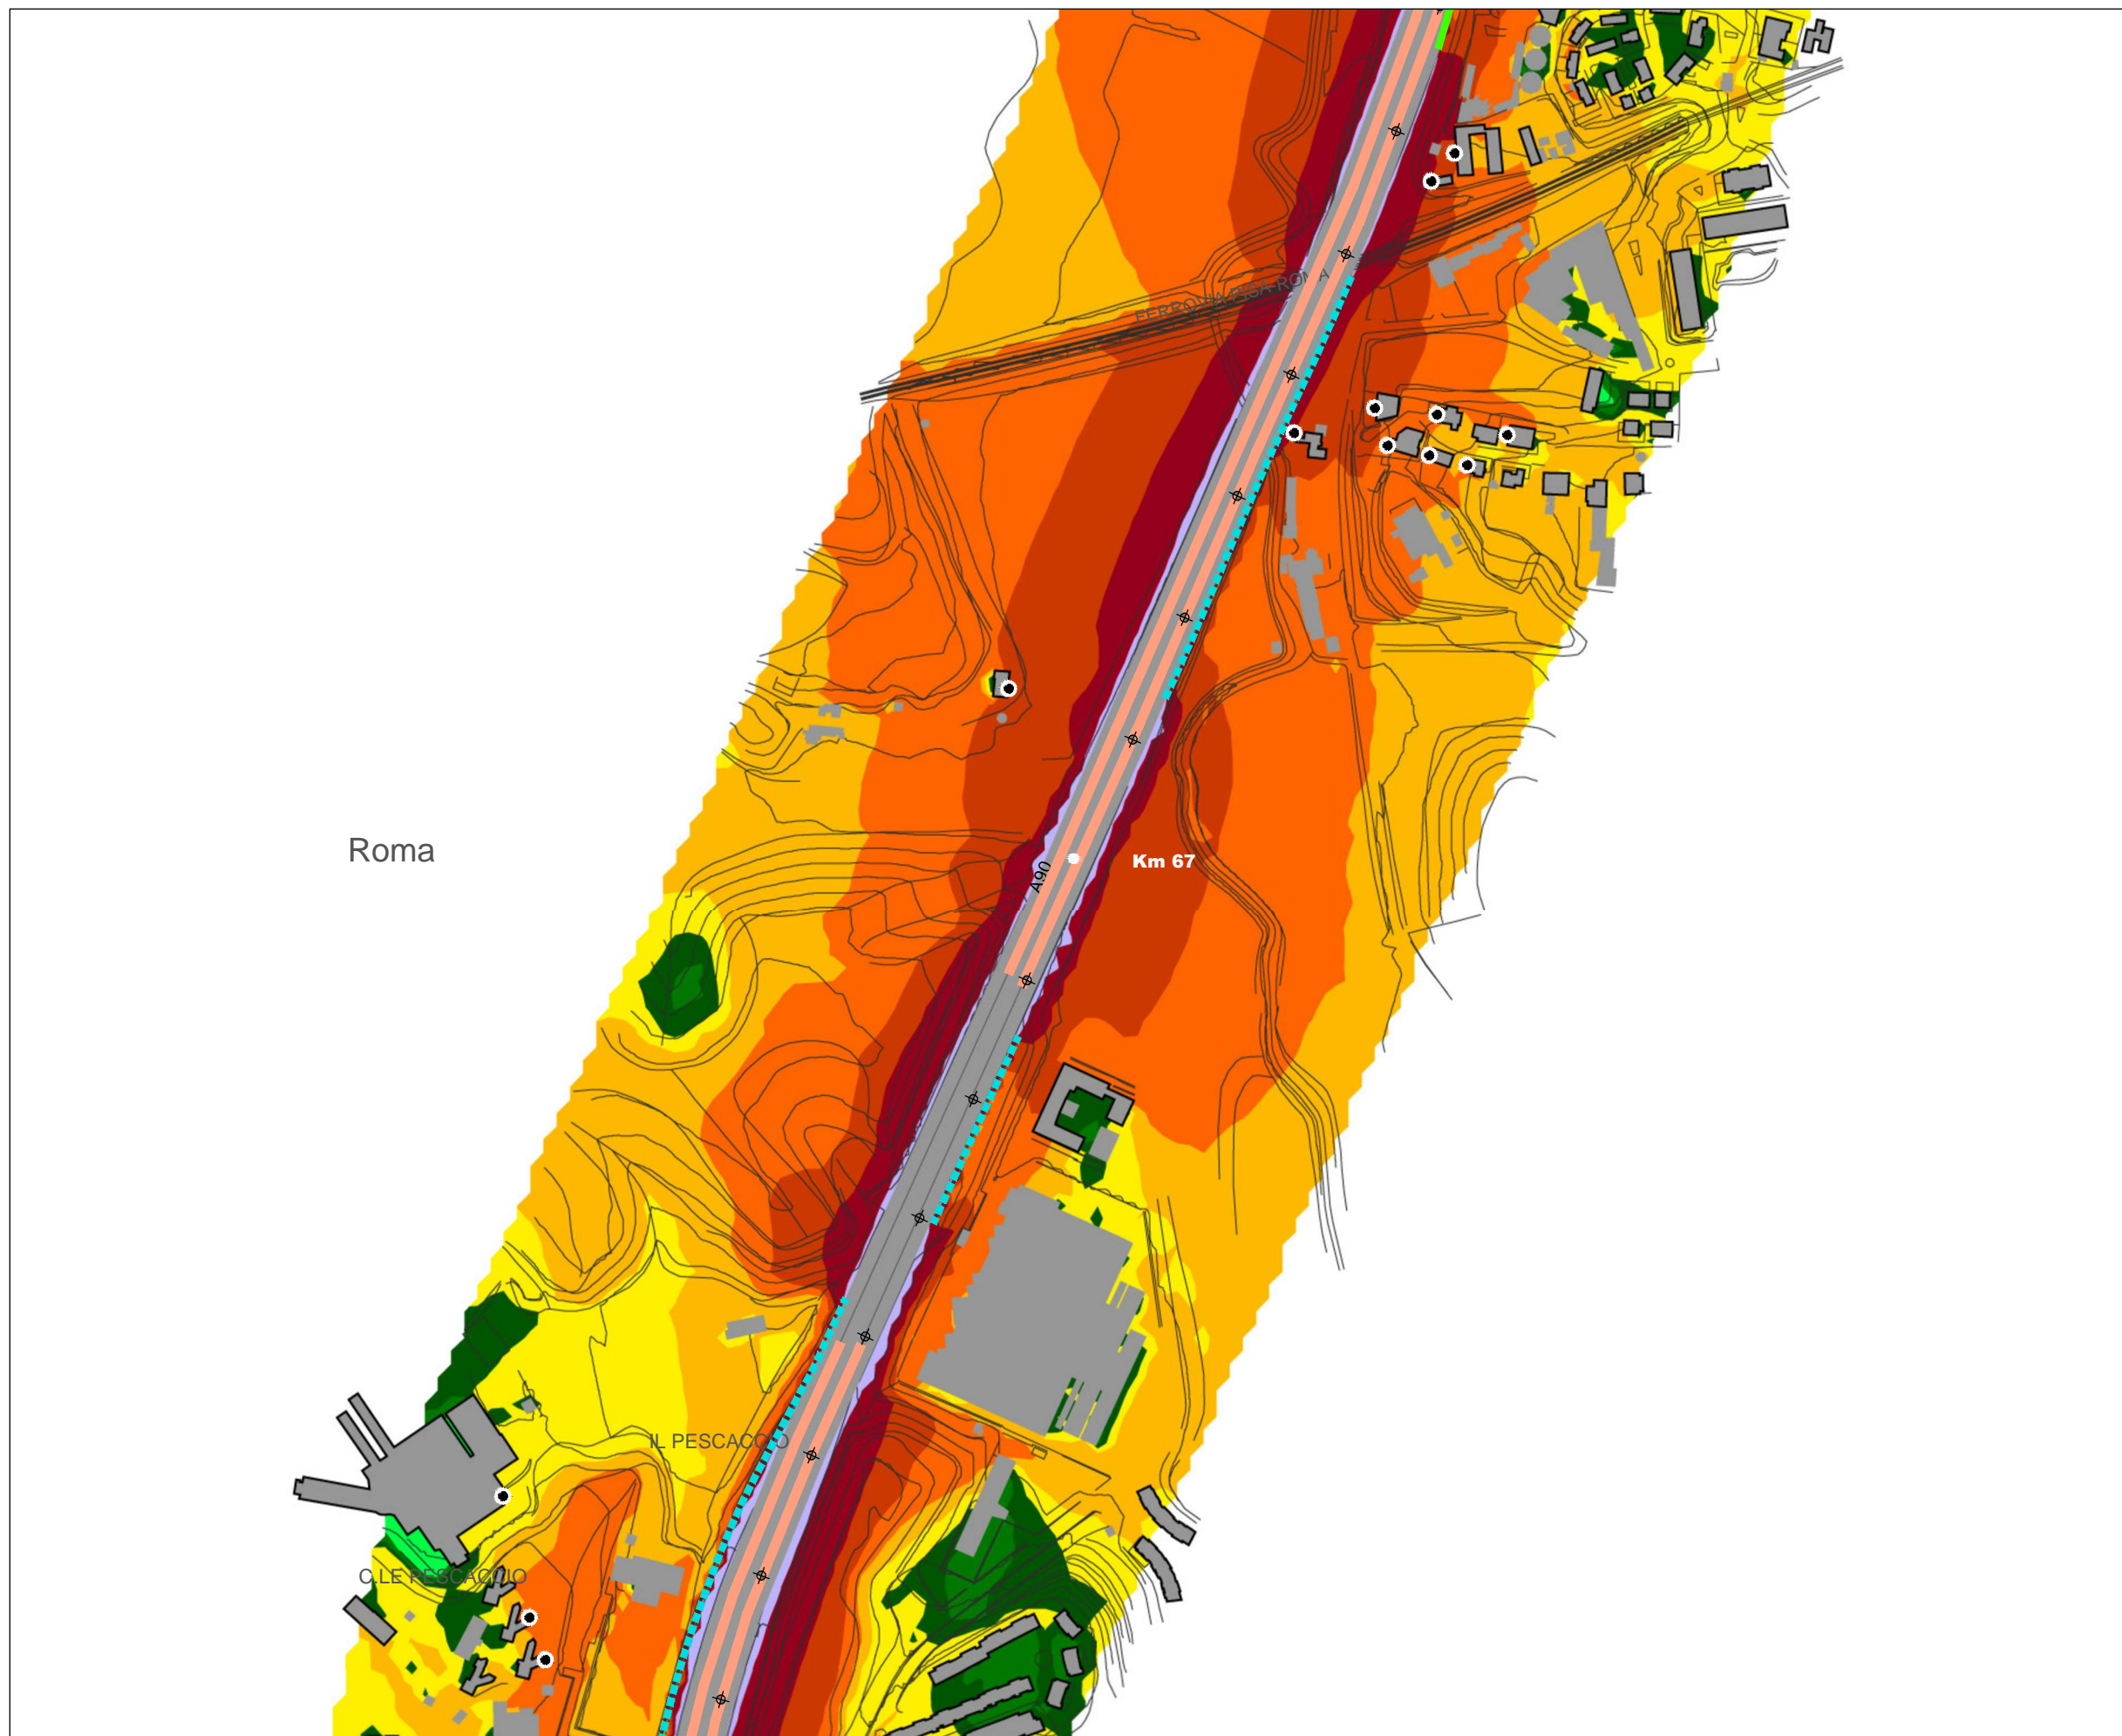 FERROVIA PISA-ROMA
Roma
A90
Km 67
IL PESCACCIO
C.LE PESCACCIO